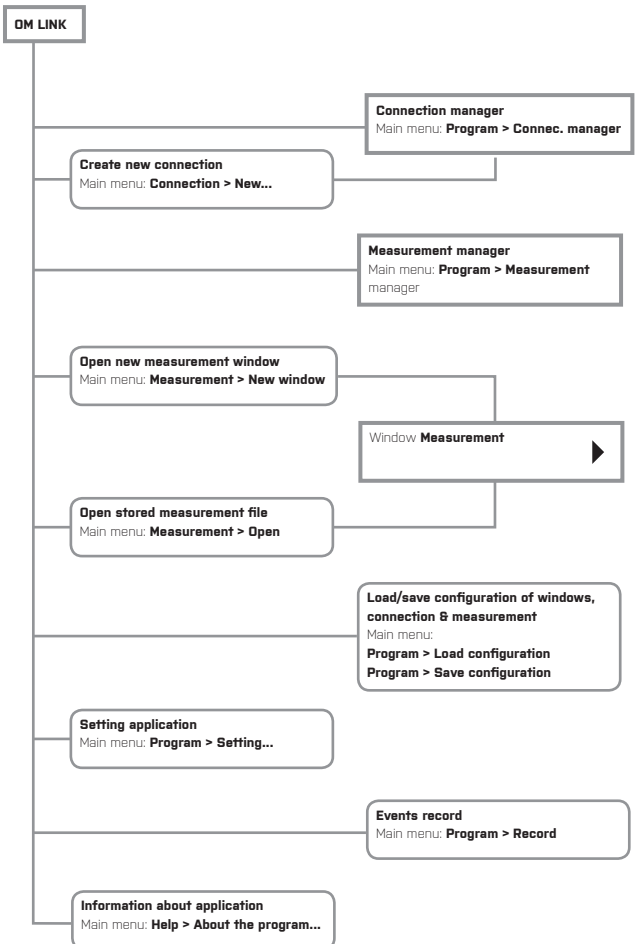 OM LINK
Connection manager
Main menu: Program > Connec. manager
Create new connection
Main menu: Connection > New...
Measurement manager
Main menu: Program > Measurement
manager
Open new measurement window
Main menu: Measurement > New window
Window Measurement
Open stored measurement file
Main menu: Measurement > Open
Load/save configuration of windows,
connection & measurement
Main menu:
Program > Load configuration
Program > Save configuration
Setting application
Main menu: Program > Setting...
Events record
Main menu: Program > Record
Information about application
Main menu: Help > About the program...